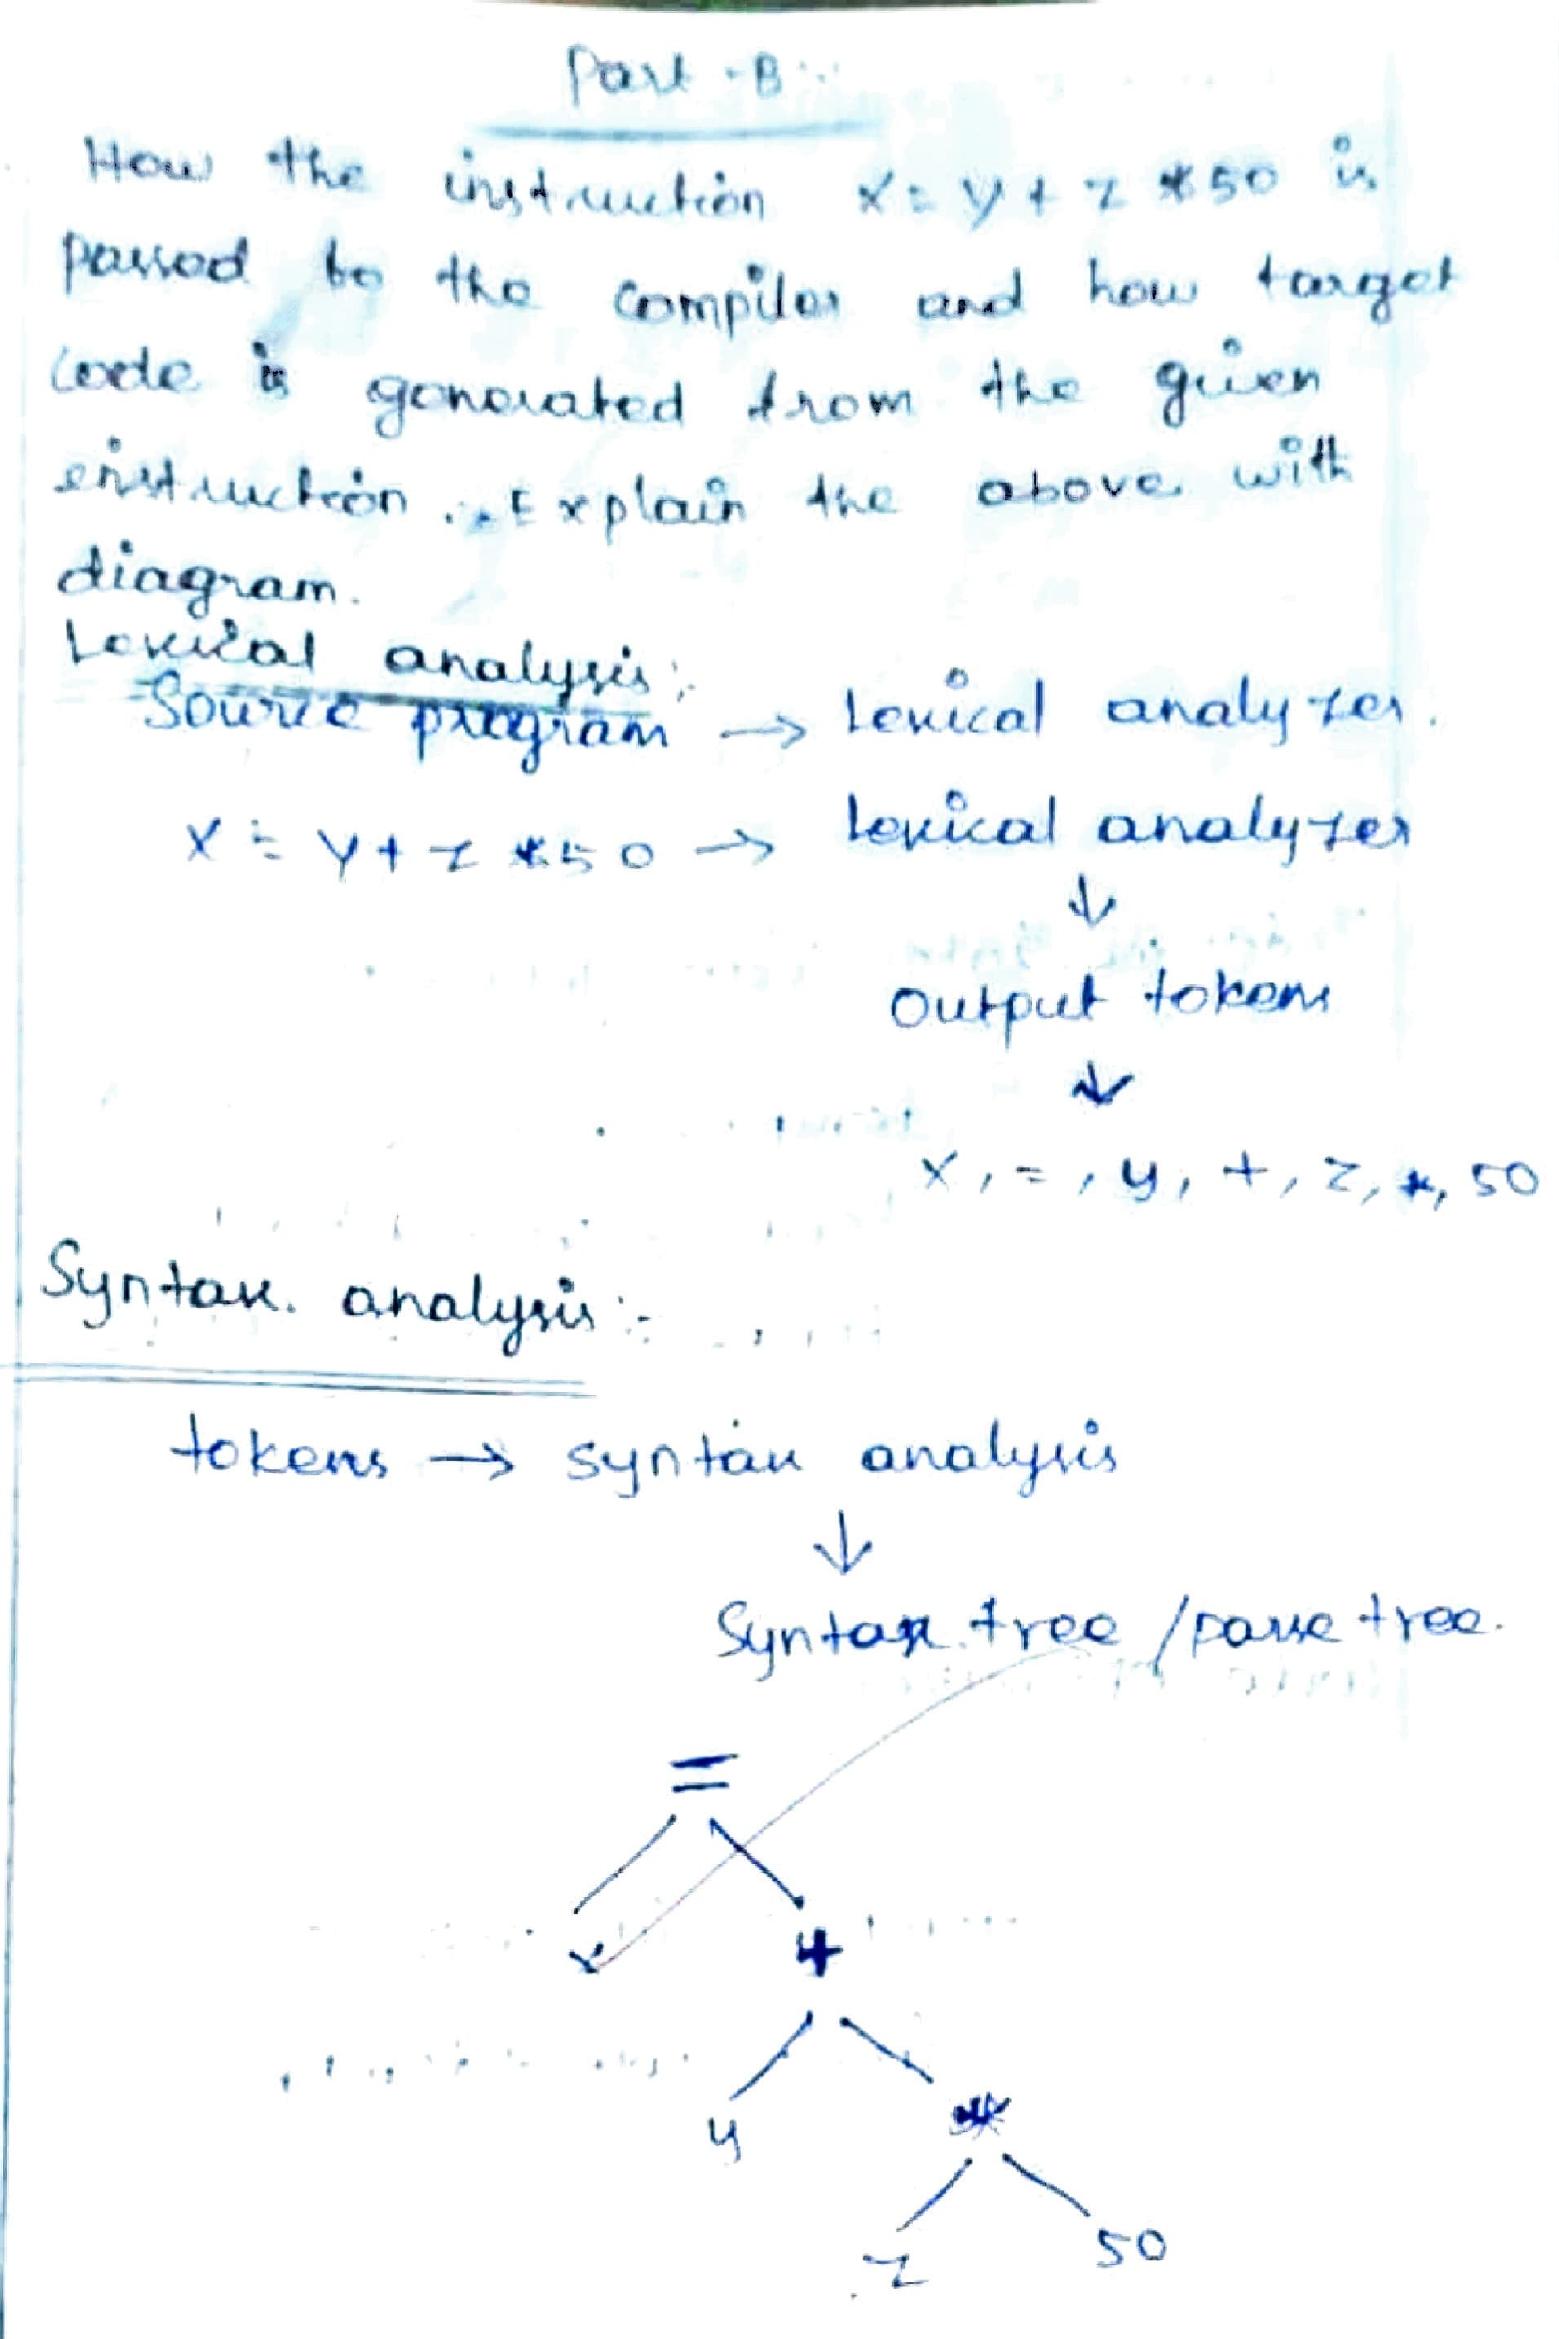 Part - B
How the instruction x = y + z * 50 is
passed to the compiler and how target
code is generated from the given
instruction. Explain the above with
diagram.
Lexical analysis:
Source program → Lexical analyzer.
x = y + z * 50 → Lexical analyzer
↓
Output tokens
↓
x, =, y, +, z, *, 50
Syntax. analysis :-
tokens → syntax analysis
↓
Syntax tree / parse tree.
=
x +
y *
z 50